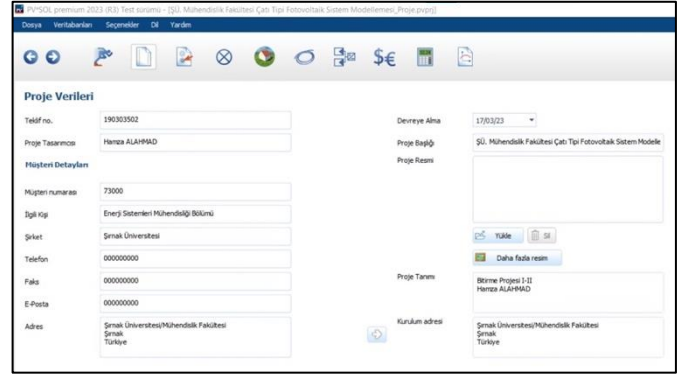 PV*SOL premium 2023 (R3) Test sürümü - [ŞÜ. Mühendislik Fakültesi Çatı Tipi Fotovoltaik Sistem Modellemesi_Proje.pvprj]
Dosya Veritabanları Seçenekler Dil Yardım
Proje Verileri
Teklif no. 190303502
Devreye Alma 17/03/23
Proje Tasarımcısı Hamza ALAHMAD
Proje Başlığı ŞÜ. Mühendislik Fakültesi Çatı Tipi Fotovoltaik Sistem Modelle
Müşteri Detayları
Proje Resmi
Müşteri numarası 73000
İlgili Kişi Enerji Sistemleri Mühendisliği Bölümü
Şirket Şırnak Üniversitesi
Yükle Sil
Telefon 000000000
Daha fazla resim
Faks 000000000
Proje Tanımı Bitirme Projesi I-II
Hamza ALAHMAD
E-Posta 000000000
Adres Şırnak Üniversitesi/Mühendislik Fakültesi
Şırnak
Türkiye
Kurulum adresi Şırnak Üniversitesi/Mühendislik Fakültesi
Şırnak
Türkiye